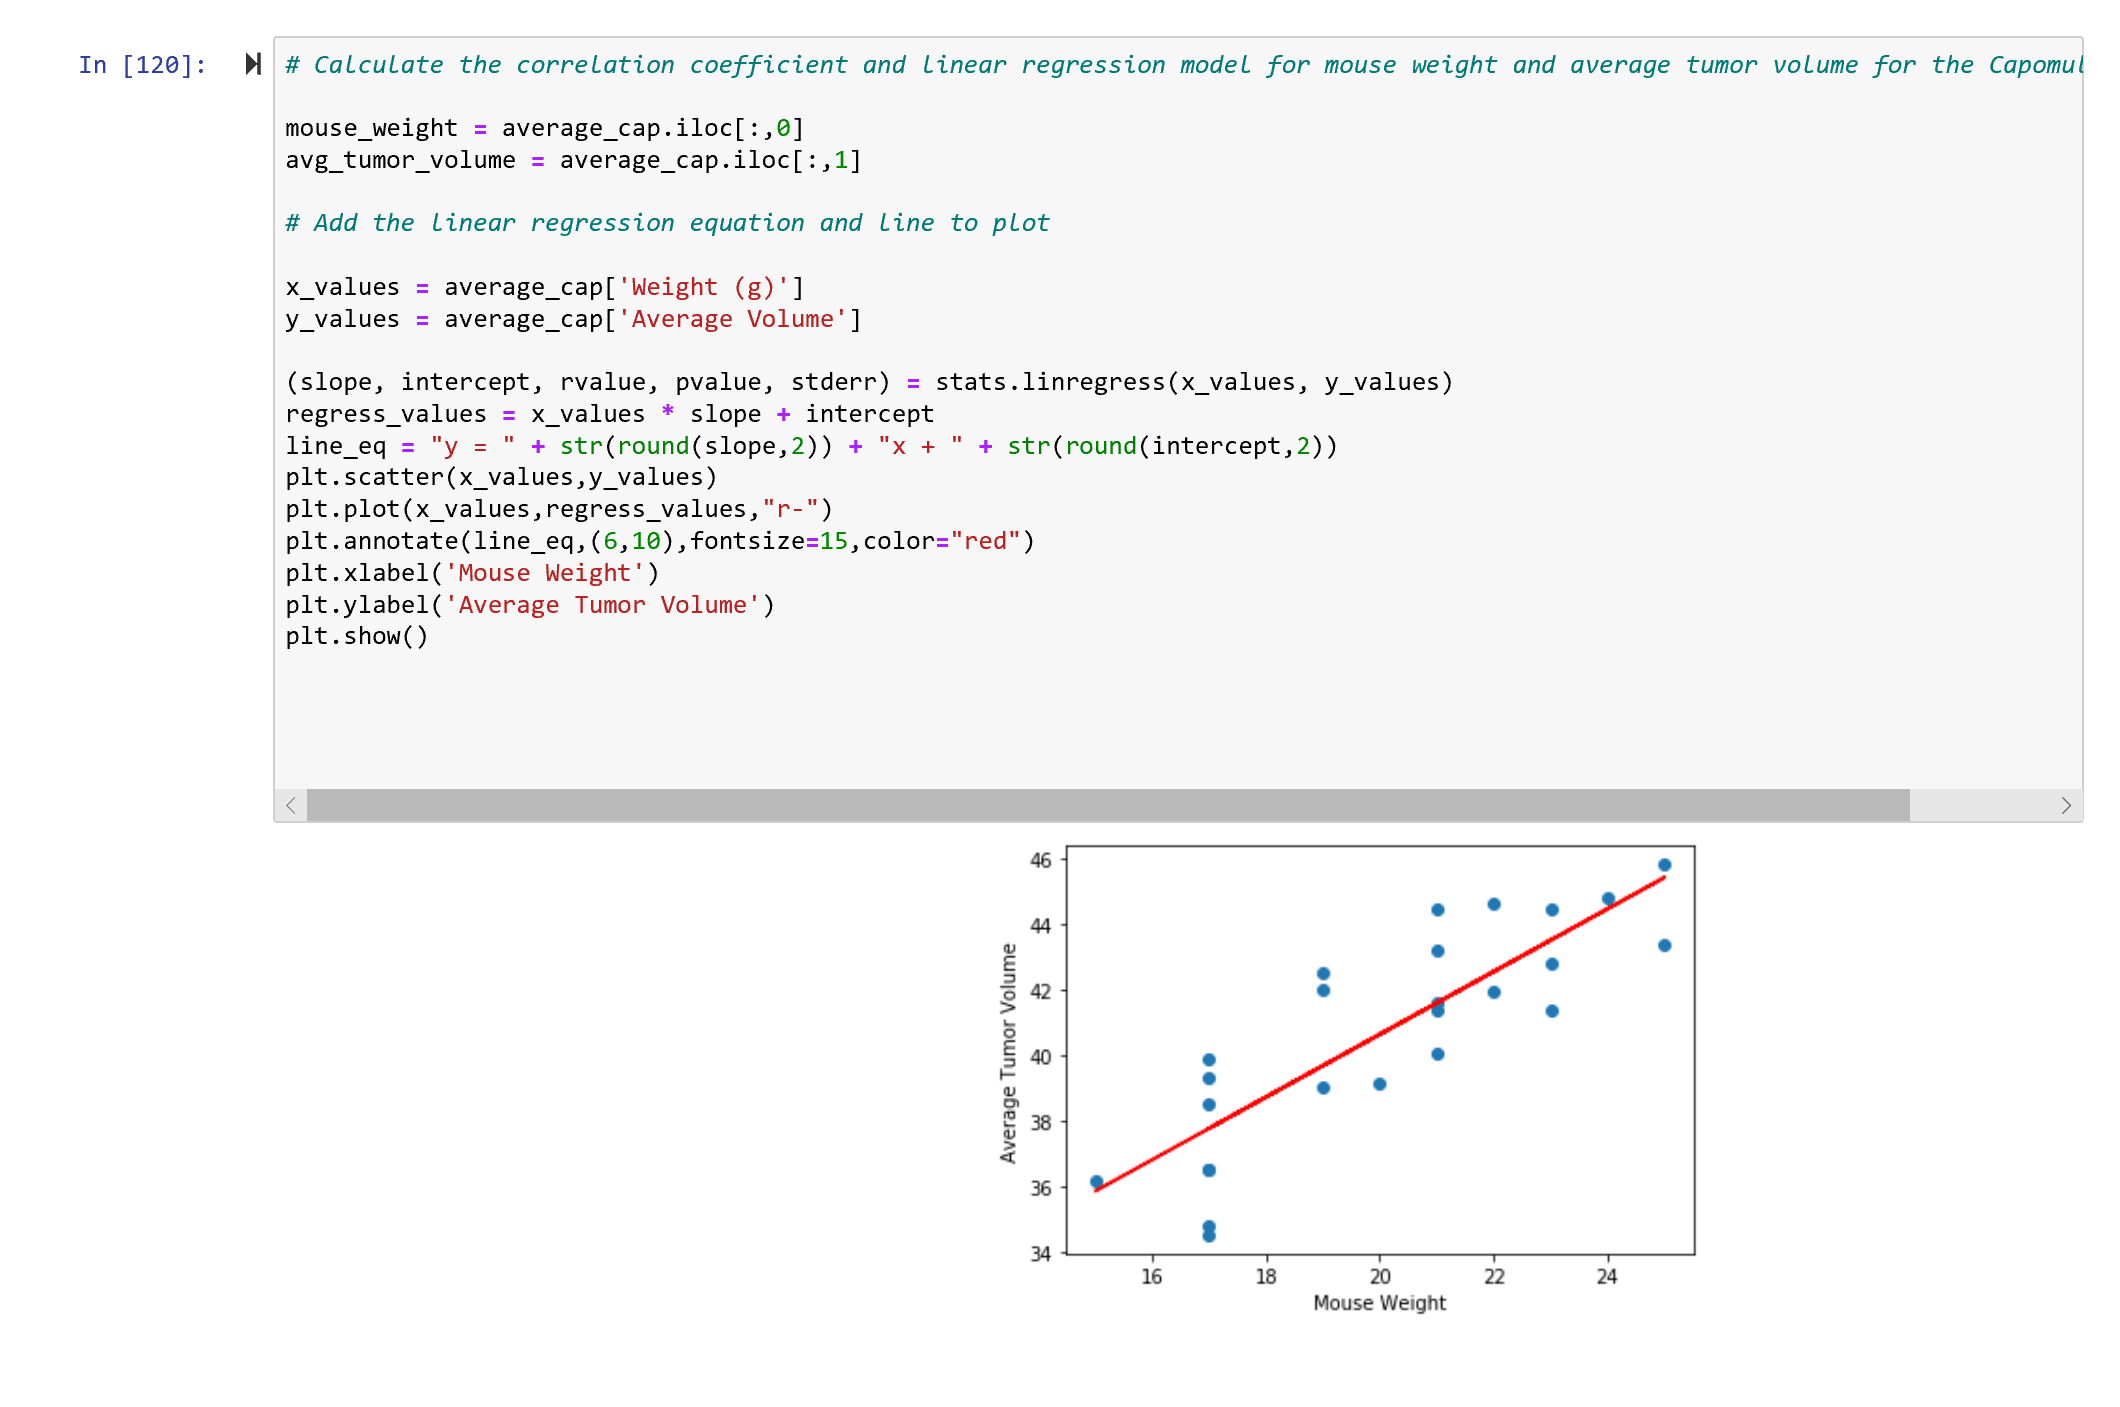 In [120]:
# Calculate the correlation coefficient and linear regression model for mouse weight and average tumor volume for the
mouse_weight = average_cap.iloc[:,0]
avg_tumor_volume = average_cap.iloc[:,1]
# Add the linear regression equation and line to plot
x_values = average_cap['Weight (g)']
y_values = average_cap['Average Volume']
(slope, intercept, rvalue, pvalue, stderr) = stats.linregress(x_values, y_values)
regress_values = x_values * slope + intercept
line_eq = "y = " + str(round(slope,2)) + "x + " + str(round(intercept,2))
plt.scatter(x_values,y_values)
plt.plot(x_values,regress_values,"r-")
plt.annotate(line_eq,(6,10),fontsize=15,color="red")
plt.xlabel('Mouse Weight')
plt.ylabel('Average Tumor Volume')
plt.show()
46
44
42
40
38
36
34
Average Tumor Volume
16 18 20 22 24
Mouse Weight